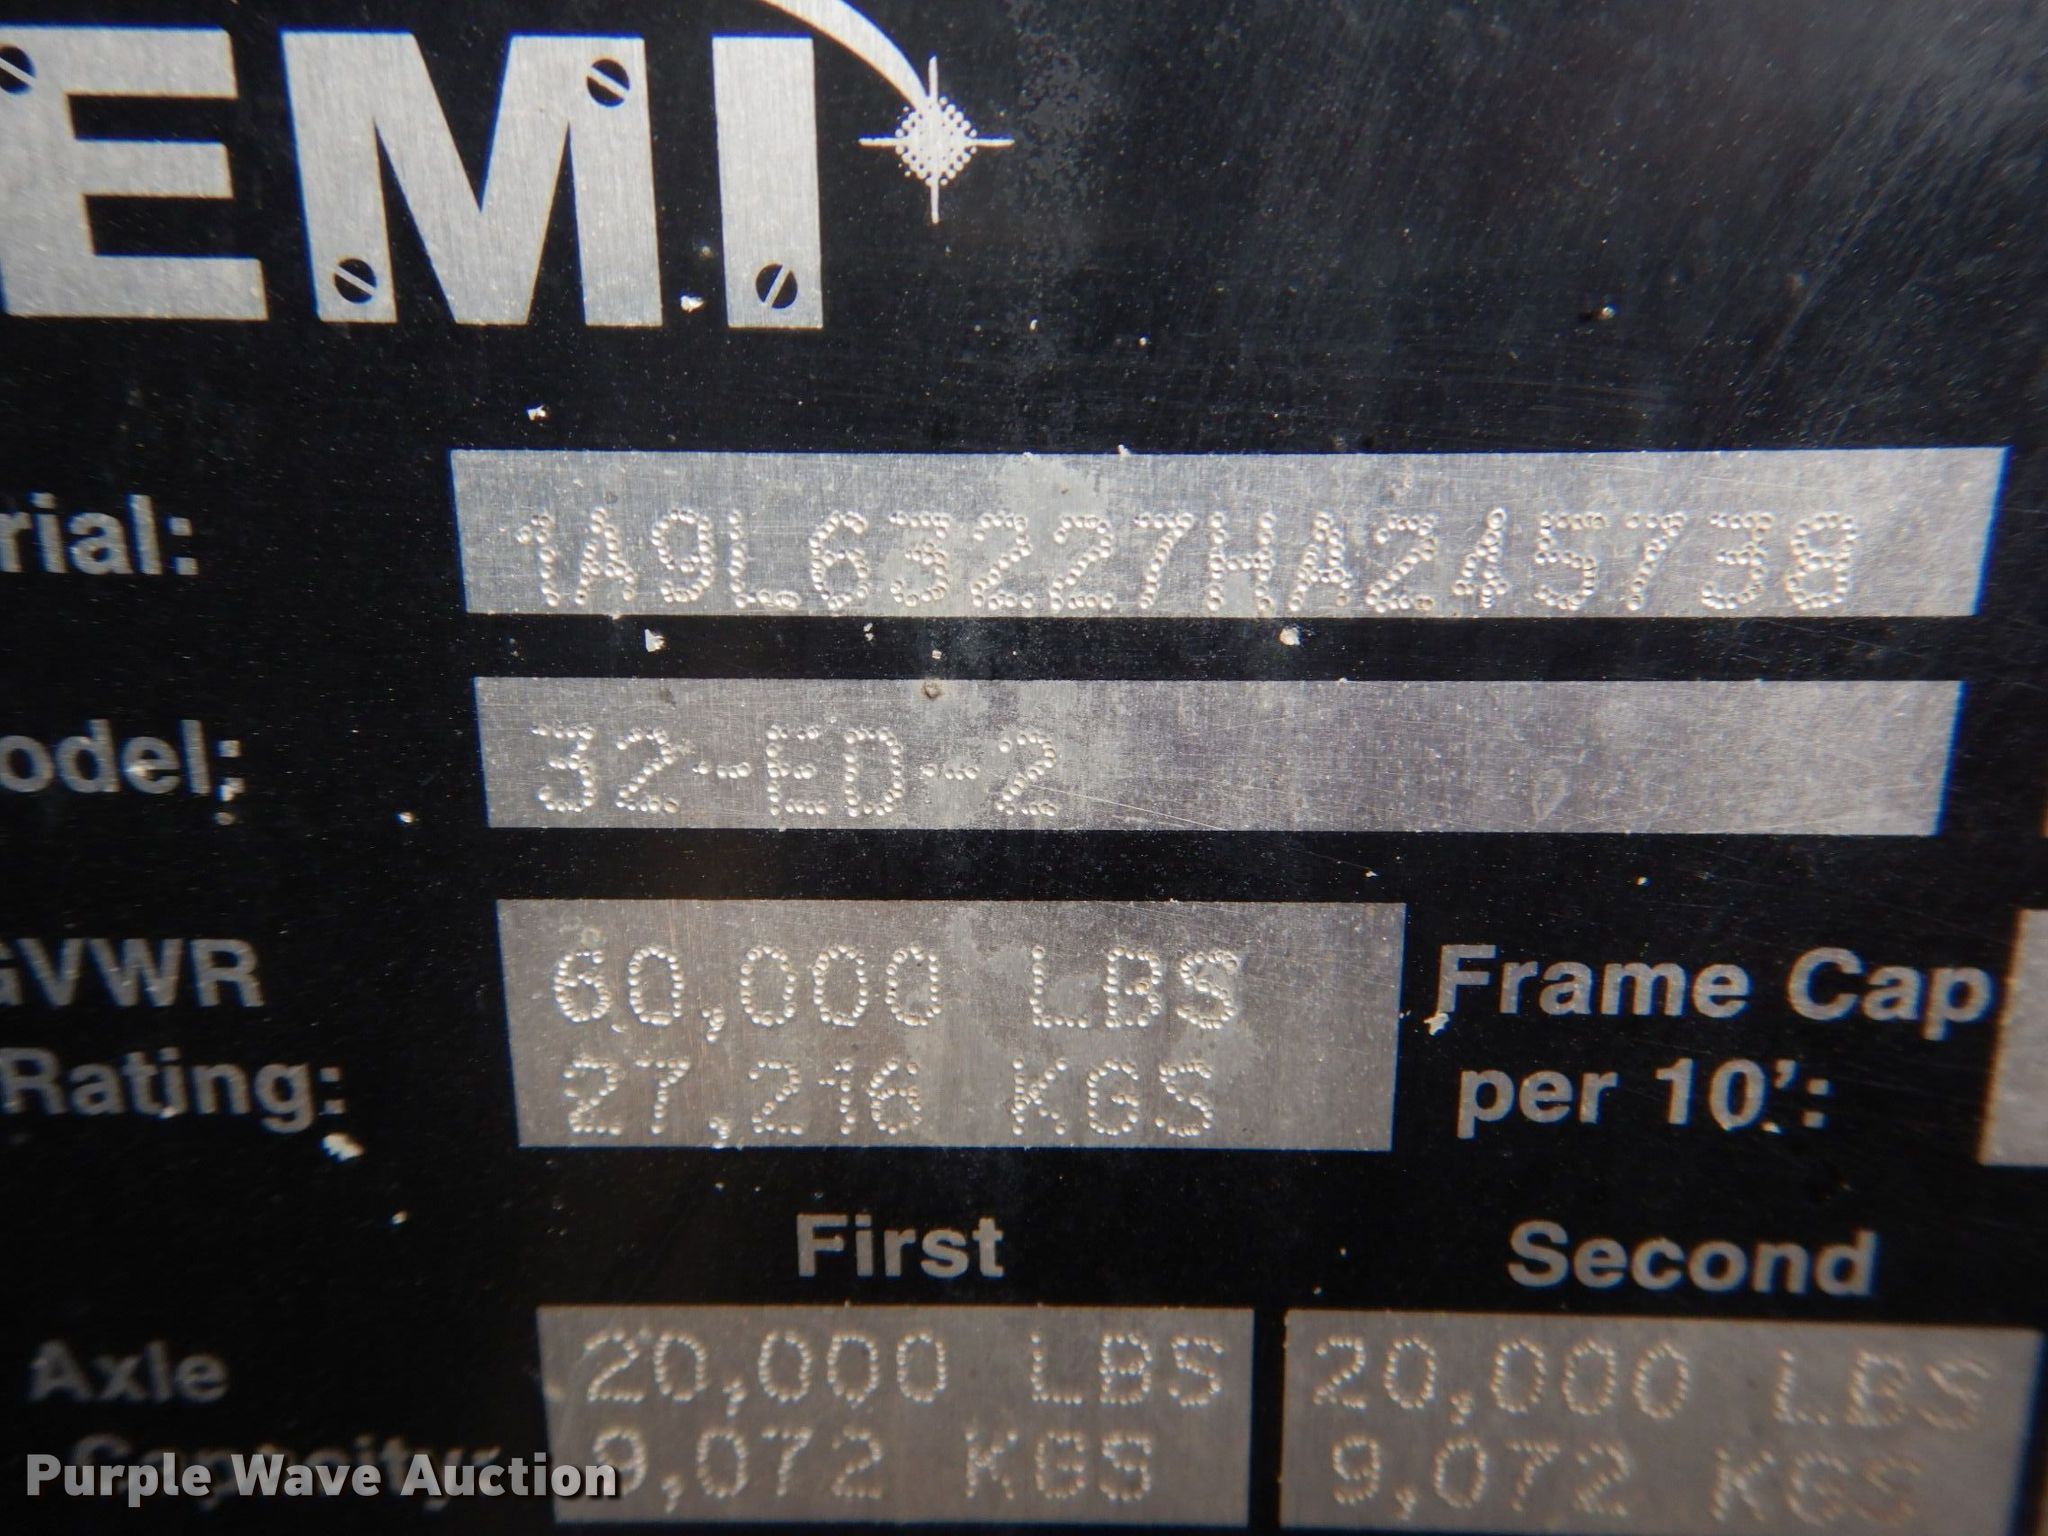 EMI
rial: 1A9L63227HA245738
odel: 32-ED-2
GVWR 60,000 LBS Frame Cap
Rating: 27,216 KGS per 10':
First Second
Axle 20,000 LBS 20,000 LBS
Capacity: 9,072 KGS 9,072 KGS
Purple Wave Auction